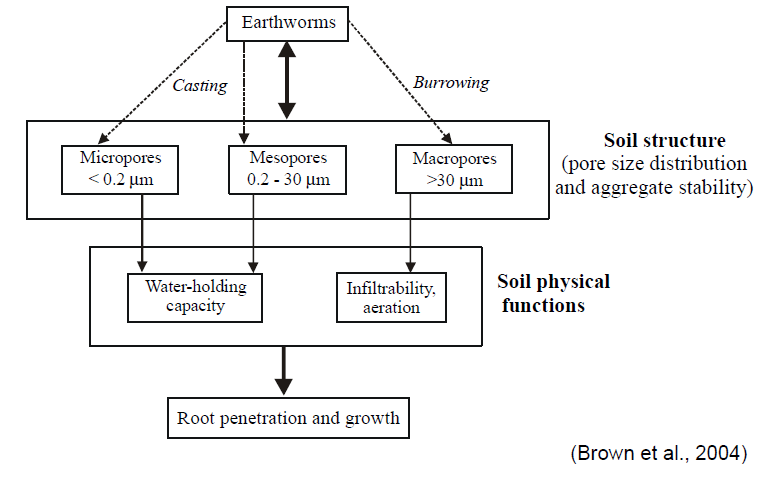 Earthworms
Casting
Burrowing
Micropores
< 0.2 μm
Mesopores
0.2 - 30 μm
Macropores
>30 μm
Soil structure
(pore size distribution
and aggregate stability)
Water-holding
capacity
Infiltrability,
aeration
Soil physical
functions
Root penetration and growth
(Brown et al., 2004)